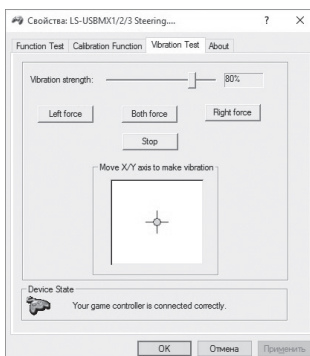 Свойства: LS-USBMX1/2/3 Steering.... ? ×
Function Test Calibration Function Vibration Test About
Vibration strength: 80%
Left force Both force Right force
Stop
Move X/Y axis to make vibration
Device State
Your game controller is connected correctly.
OK Отмена Применить